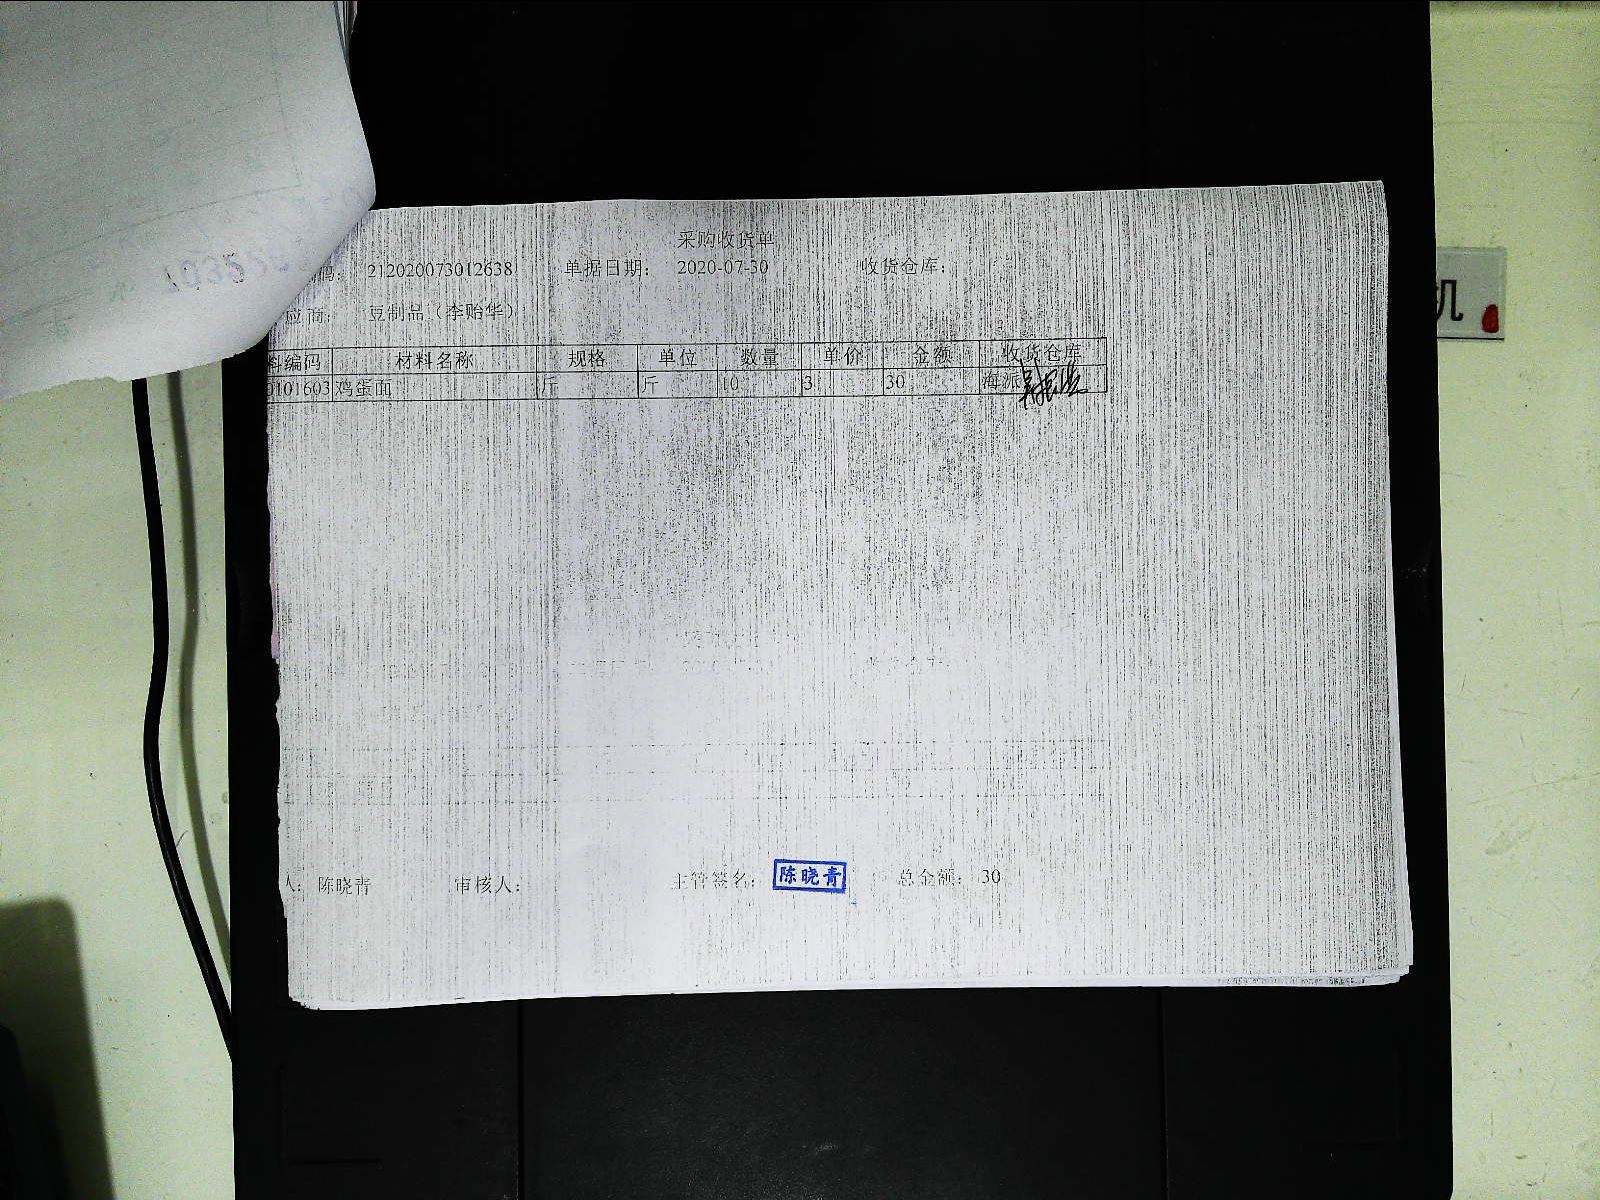 采购收货单
码： 212020073012638 单据日期： 2020-07-30 收货仓库：
应商： 豆制品（李贻华）
料编码 材料名称 规格 单位 数量 单价 金额 收货仓库
0101603 鸡蛋面 斤 斤 10 3 30 海派
人： 陈晓青 审核人： 主管签名： 陈晓青 总金额： 30
机